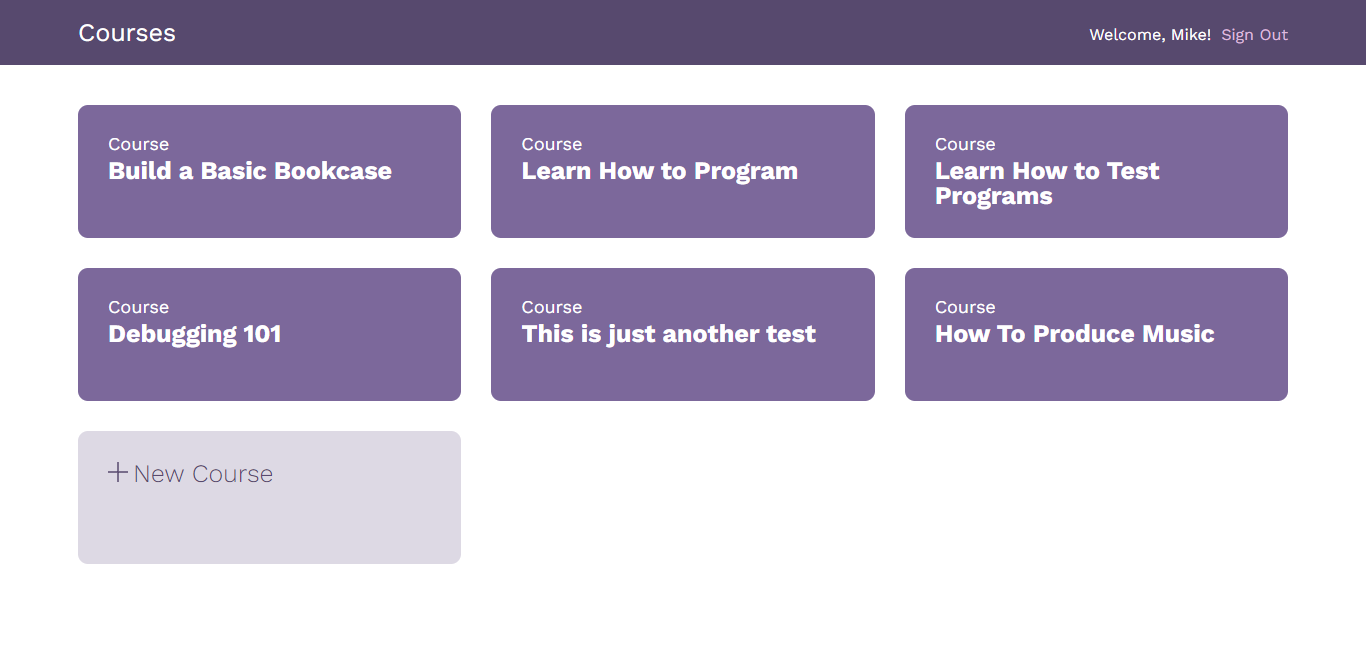 Courses
Welcome, Mike! Sign Out
Course
Build a Basic Bookcase
Course
Learn How to Program
Course
Learn How to Test
Programs
Course
Debugging 101
Course
This is just another test
Course
How To Produce Music
New Course